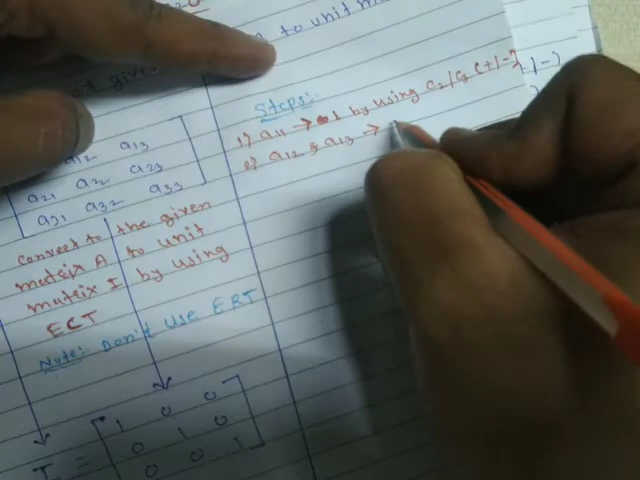 to unit m
given
a12 a13
a21 a22 a23
a31 a32 a33
Convert to the given
matrix A to unit
matrix I by using
ECT
Note:- Don't use ERT
I = [ 1 0 0
0 1 0
0 0 1 ]
Steps:-
1) a11 → 1 by using C2/C3 (+/-)
2) a12 & a13 →